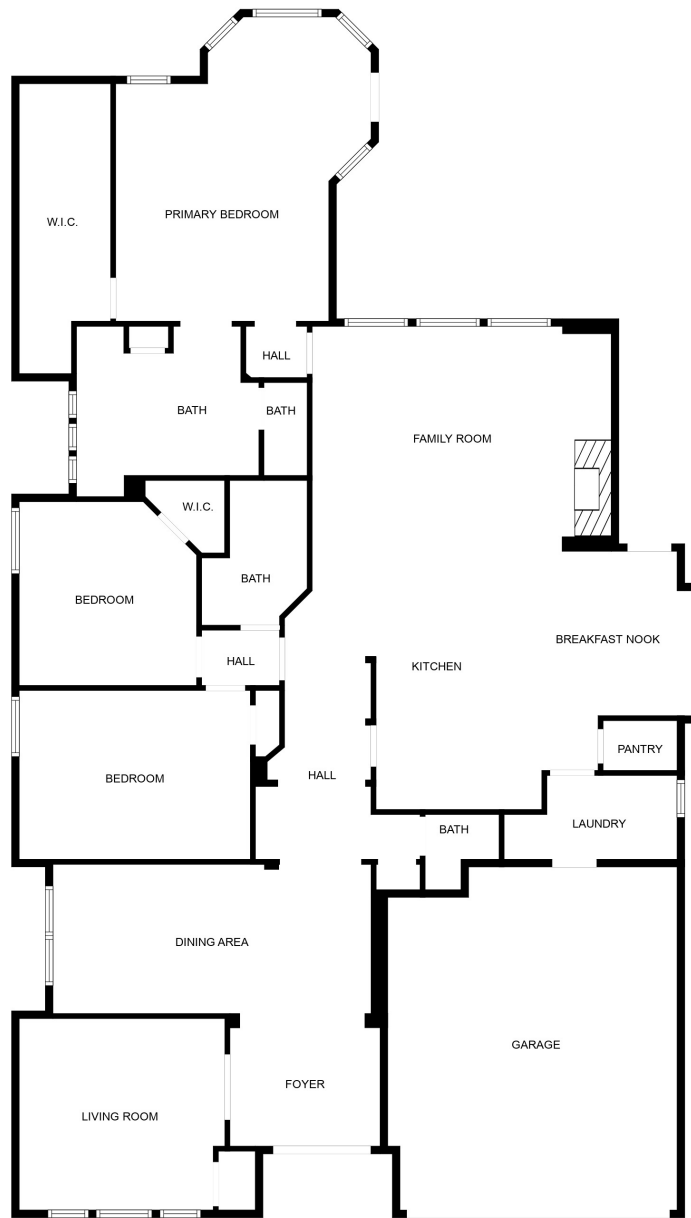 W.I.C.
PRIMARY BEDROOM
HALL
BATH
BATH
FAMILY ROOM
W.I.C.
BATH
BEDROOM
BREAKFAST NOOK
HALL
KITCHEN
PANTRY
BEDROOM
HALL
LAUNDRY
BATH
DINING AREA
GARAGE
FOYER
LIVING ROOM